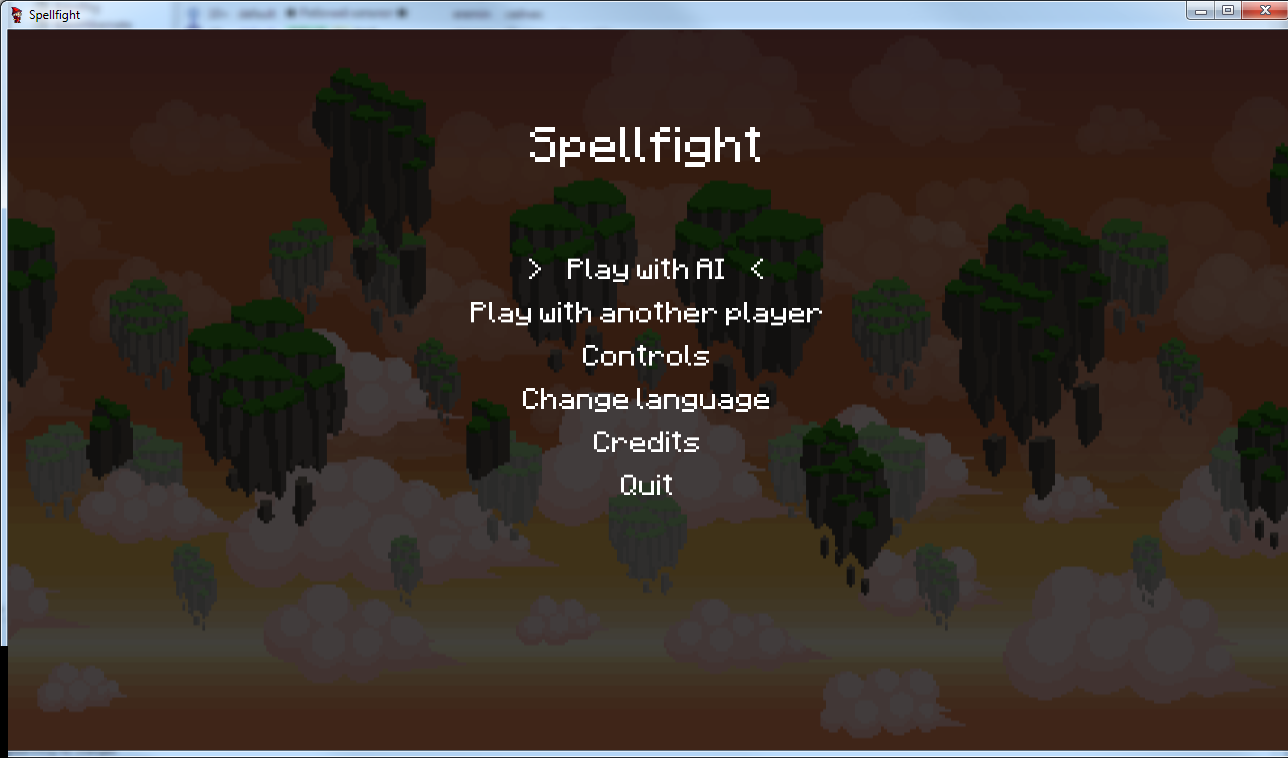 Spellfight
Spellfight
> Play with AI <
Play with another player
Controls
Change language
Credits
Quit